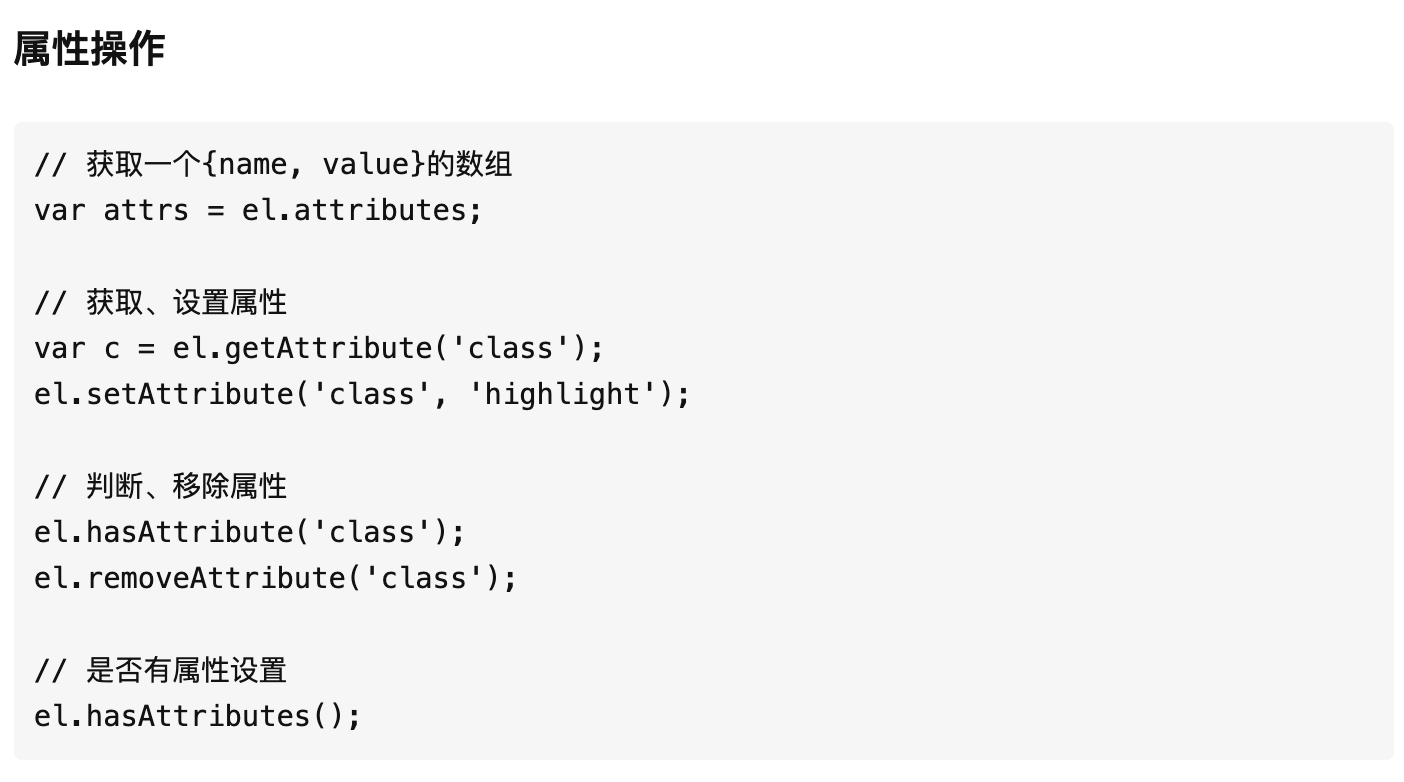 属性操作
// 获取一个{name, value}的数组
var attrs = el.attributes;
// 获取、设置属性
var c = el.getAttribute('class');
el.setAttribute('class', 'highlight');
// 判断、移除属性
el.hasAttribute('class');
el.removeAttribute('class');
// 是否有属性设置
el.hasAttributes();